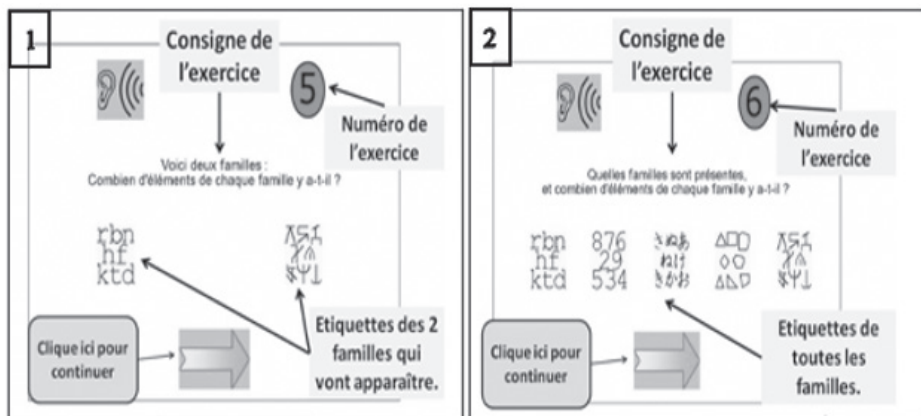 1
Consigne de
l'exercice
5
Numéro de
l'exercice
Voici deux familles :
Combien d'éléments de chaque famille y a-t-il ?
rbn
hf
ktd
Etiquettes des 2
familles qui
vont apparaître.
Clique ici pour
continuer
2
Consigne de
l'exercice
6
Numéro de
l'exercice
Quelles familles sont présentes,
et combien d'éléments de chaque famille y a-t-il ?
rbn 876
hf 29
ktd 534
Etiquettes de
toutes les
familles.
Clique ici pour
continuer